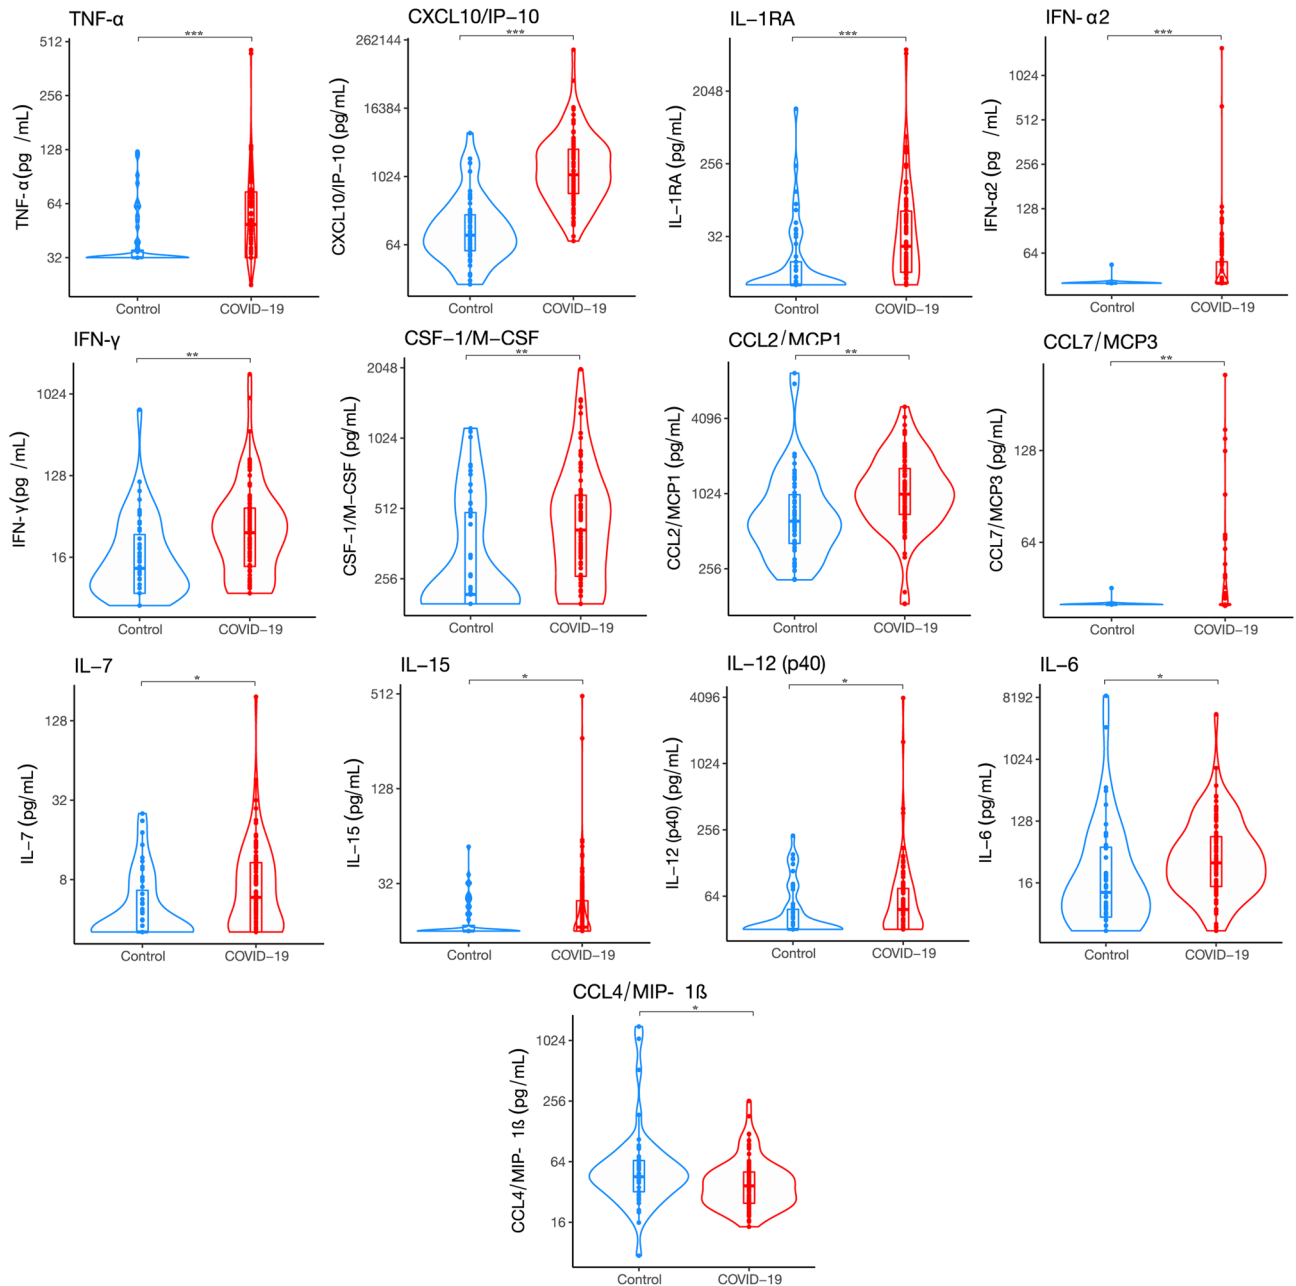 TNF-α
***
TNF-α(pg /mL)
512
256
128
64
32
Control
COVID−19
CXCL10/IP−10
***
CXCL10/IP−10 (pg/mL)
262144
16384
1024
64
Control
COVID−19
IL−1RA
***
IL−1RA (pg/mL)
2048
256
32
Control
COVID−19
IFN- α2
***
IFN-α2 (pg /mL)
1024
512
256
128
64
Control
COVID−19
IFN-γ
**
IFN-γ(pg /mL)
1024
128
16
Control
COVID−19
CSF−1/M−CSF
**
CSF−1/M−CSF (pg/mL)
2048
1024
512
256
Control
COVID−19
CCL2/MCP1
**
CCL2/MCP1 (pg/mL)
4096
1024
256
Control
COVID−19
CCL7/MCP3
**
CCL7/MCP3 (pg/mL)
128
64
Control
COVID−19
IL−7
*
IL−7 (pg/mL)
128
32
8
Control
COVID−19
IL−15
*
IL−15 (pg/mL)
512
128
32
Control
COVID−19
IL−12 (p40)
*
IL−12 (p40) (pg/mL)
4096
1024
256
64
Control
COVID−19
IL−6
*
IL−6 (pg/mL)
8192
1024
128
16
Control
COVID−19
CCL4/MIP- 1ß
*
CCL4/MIP- 1ß (pg/mL)
1024
256
64
16
Control
COVID−19